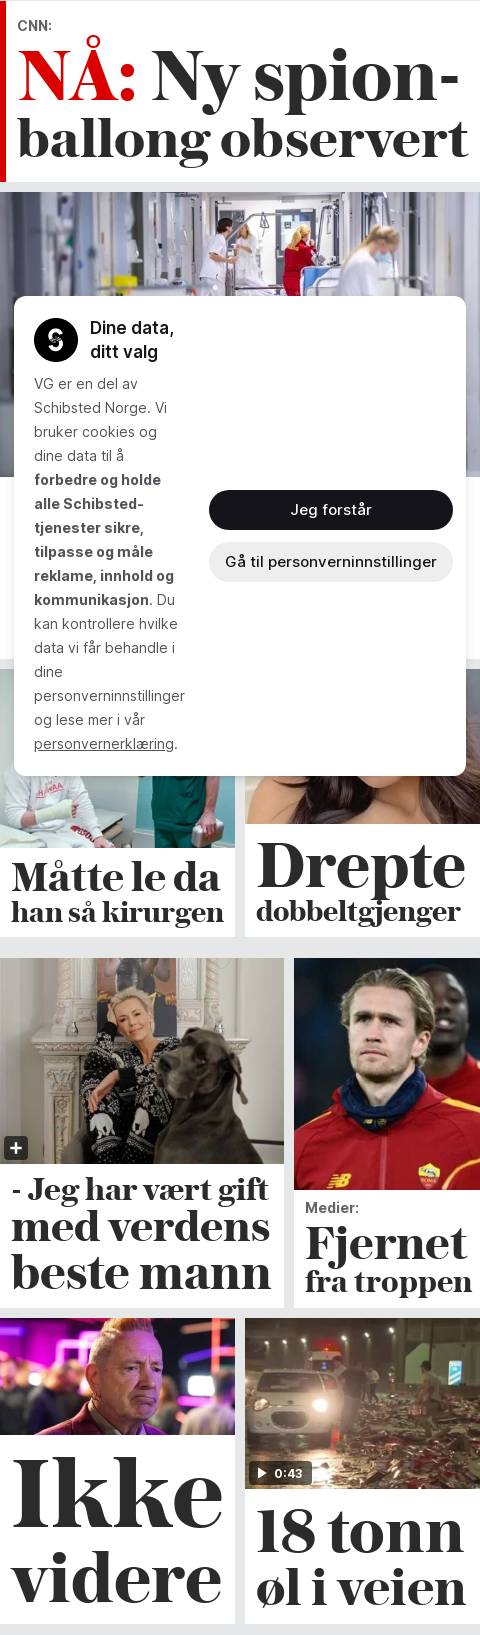 CNN:
NÅ: Ny spion-
ballong observert
Dine data,
ditt valg
VG er en del av
Schibsted Norge. Vi
bruker cookies og
dine data til å
forbedre og holde
alle Schibsted-
tjenester sikre,
tilpasse og måle
reklame, innhold og
kommunikasjon. Du
kan kontrollere hvilke
data vi får behandle i
dine
personverninnstillinger
og lese mer i vår
personvernerklæring.
Jeg forstår
Gå til personverninnstillinger
Måtte le da
han så kirurgen
Drepte
dobbeltgjenger
- Jeg har vært gift
med verdens
beste mann
Medier:
Fjernet
fra troppen
Ikke
videre
0:43
18 tonn
øl i veien